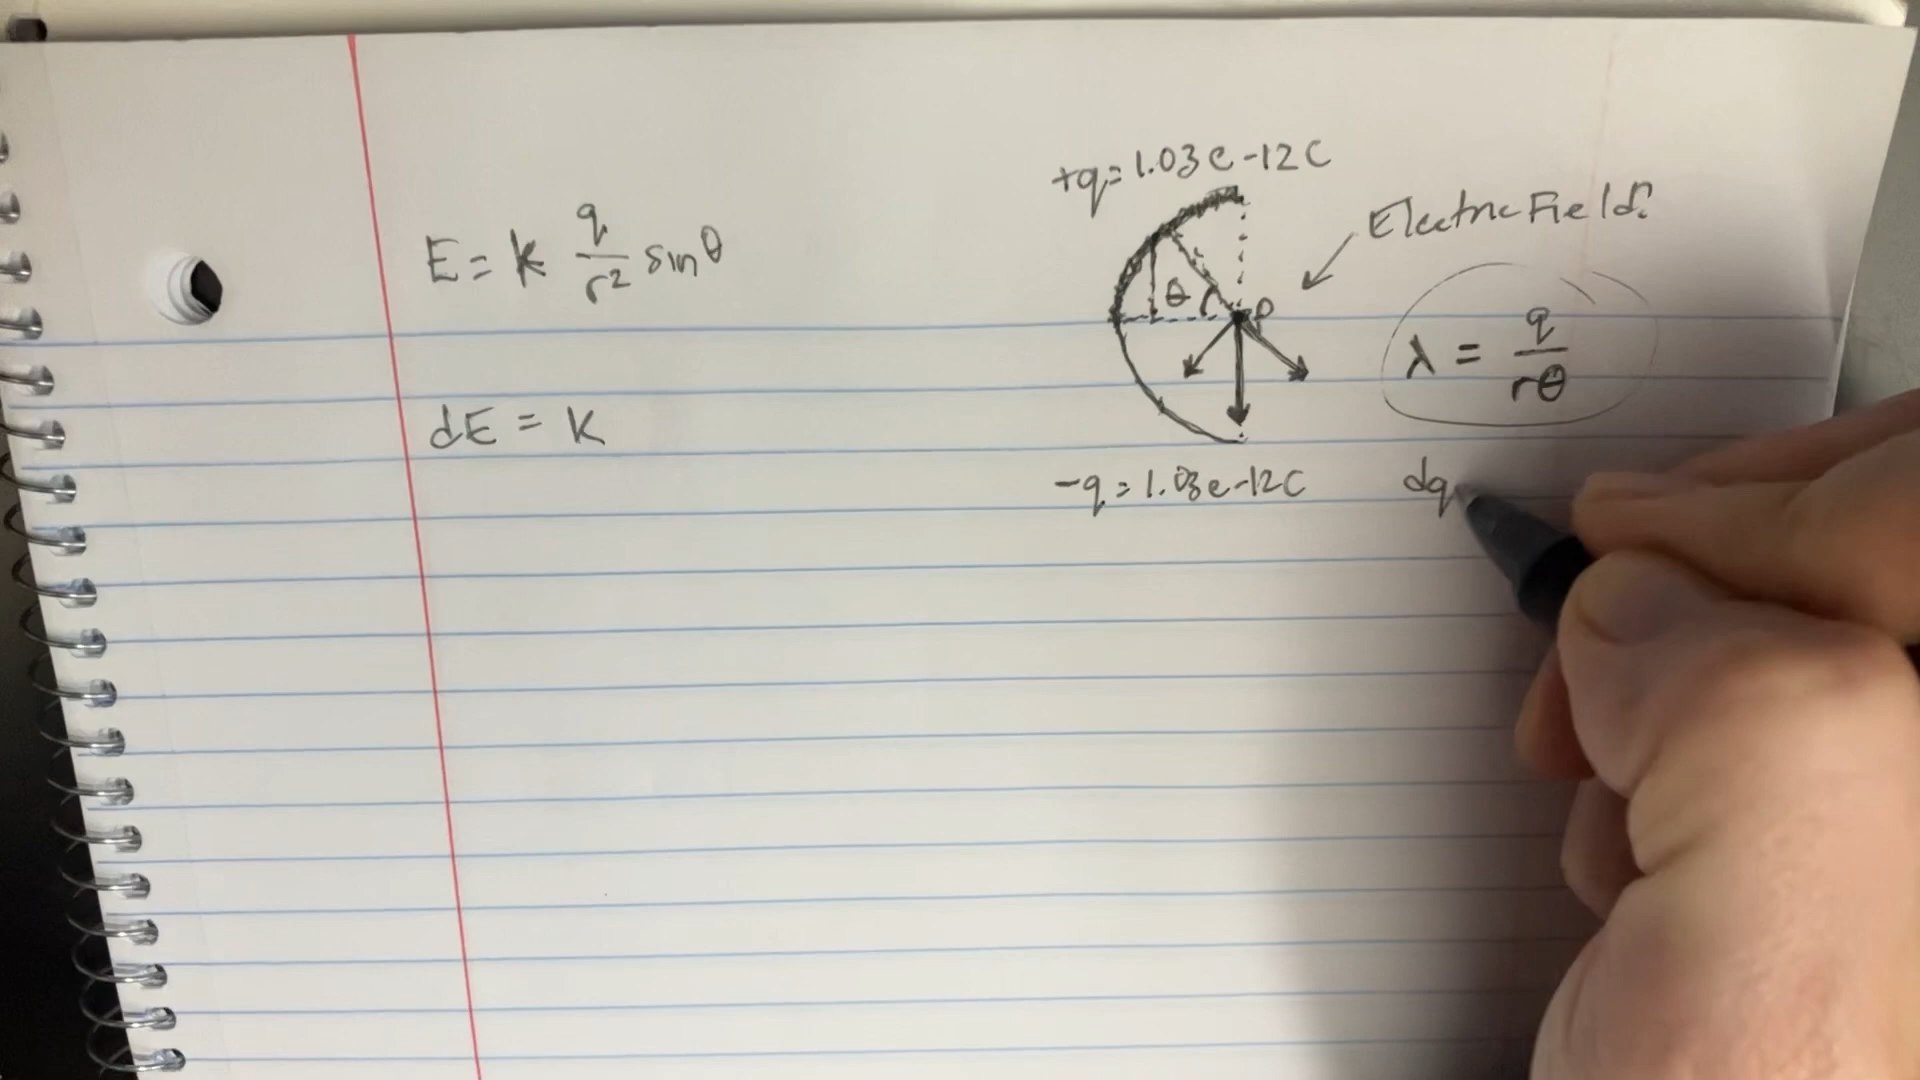 +q = 1.03e-12C
Electric Field?
E = k q/r² sinθ
θ r P
λ = q/rθ
dE = k
-q = 1.03e-12C
dq